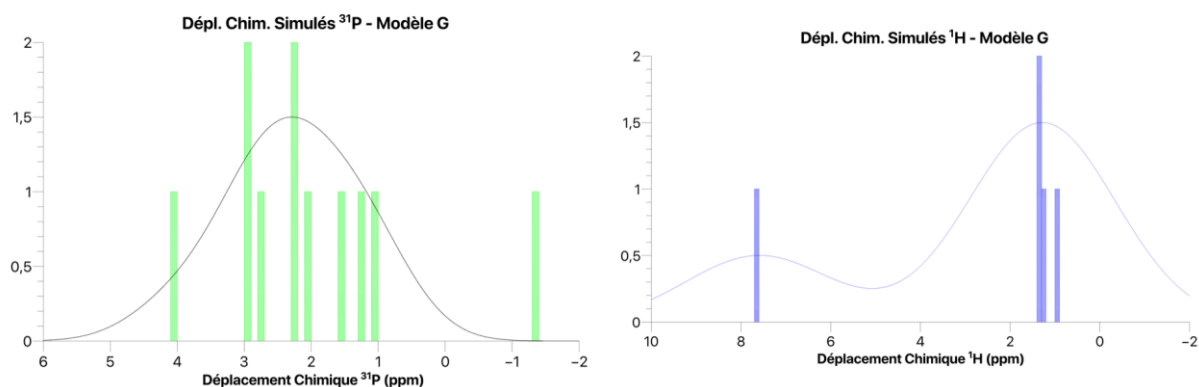 Dépl. Chim. Simulés ³¹P - Modèle G
2
1,5
1
0,5
0
6 5 4 3 2 1 0 −1 −2
Déplacement Chimique ³¹P (ppm)
Dépl. Chim. Simulés ¹H - Modèle G
2
1,5
1
0,5
0
10 8 6 4 2 0 −2
Déplacement Chimique ¹H (ppm)